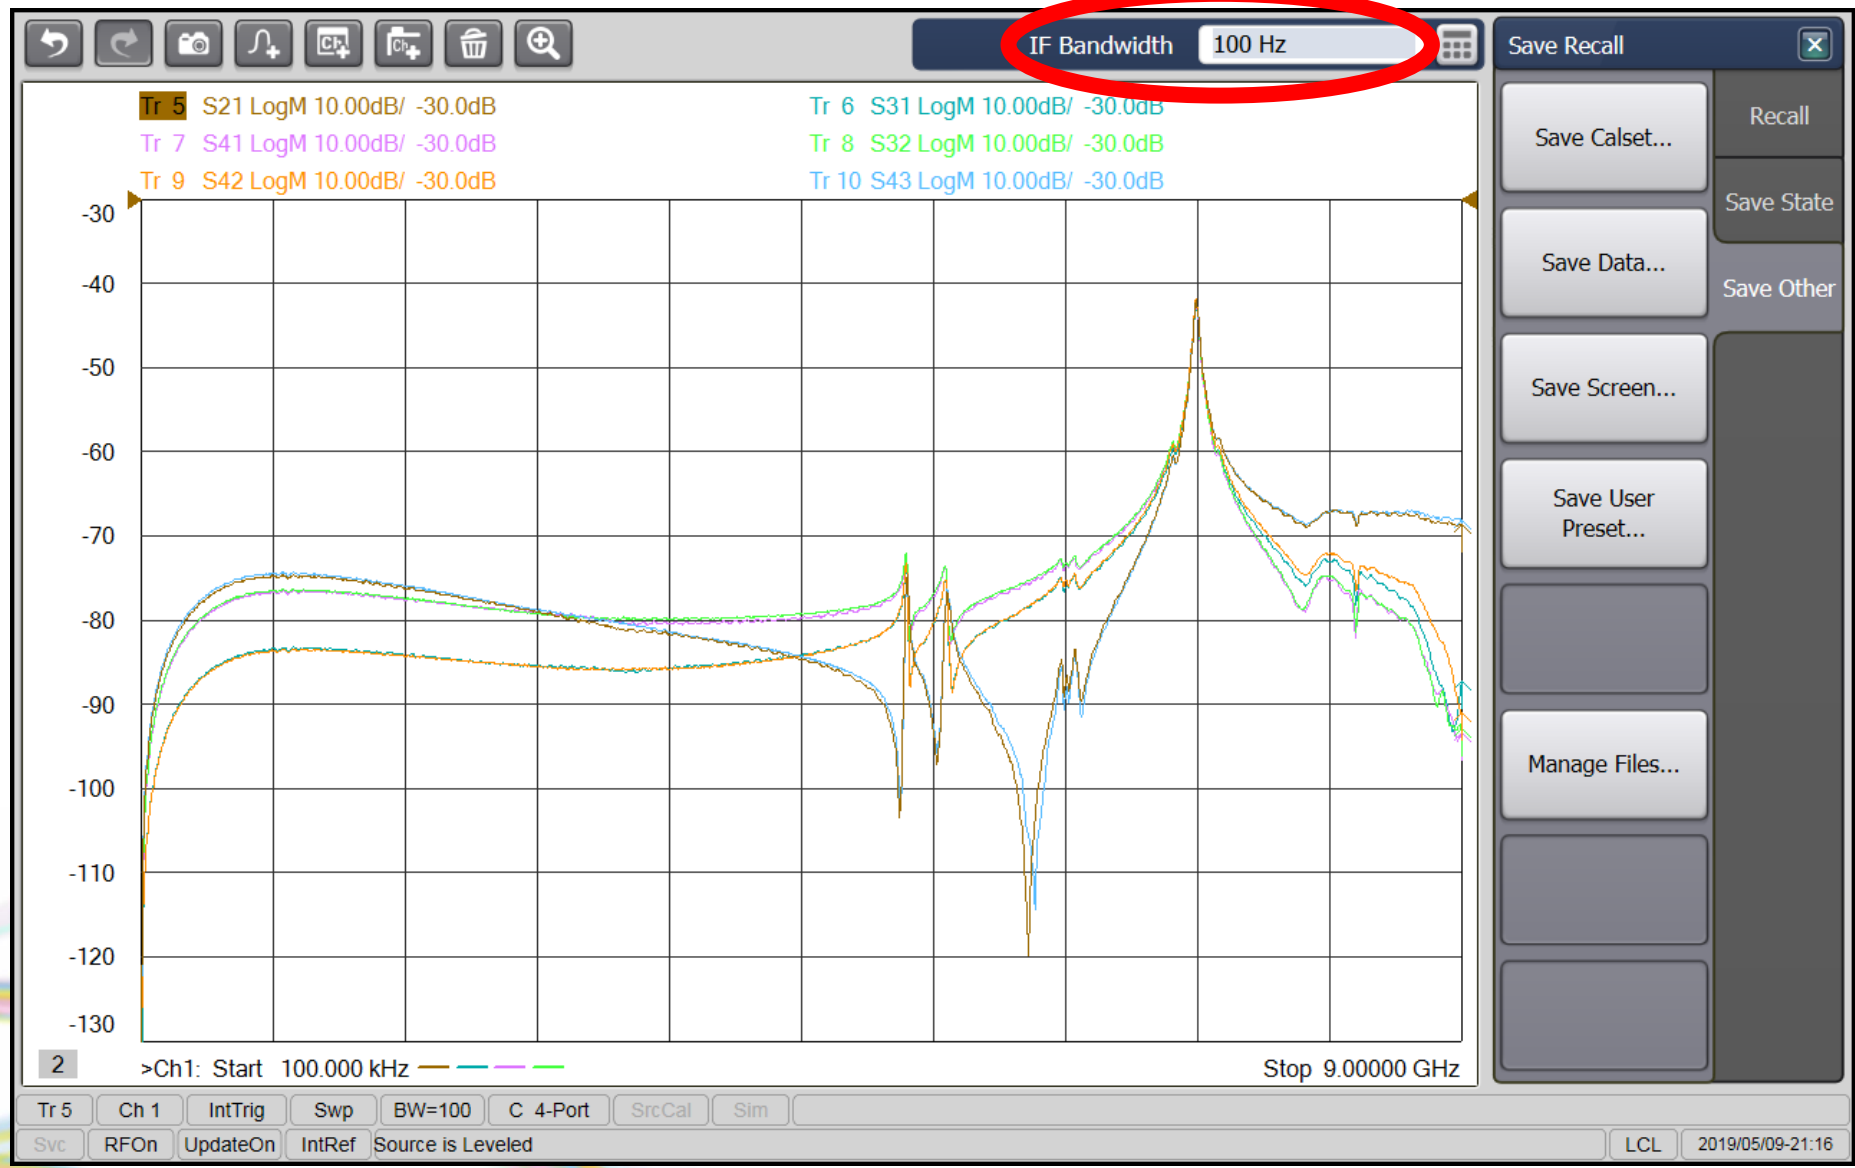 IF Bandwidth 100 Hz
Save Recall
Tr 5 S21 LogM 10.00dB/ -30.0dB
Tr 6 S31 LogM 10.00dB/ -30.0dB
Tr 7 S41 LogM 10.00dB/ -30.0dB
Tr 8 S32 LogM 10.00dB/ -30.0dB
Tr 9 S42 LogM 10.00dB/ -30.0dB
Tr 10 S43 LogM 10.00dB/ -30.0dB
-30
-40
-50
-60
-70
-80
-90
-100
-110
-120
-130
2
>Ch1: Start 100.000 kHz
Stop 9.00000 GHz
Save Calset...
Save Data...
Save Screen...
Save User
Preset...
Manage Files...
Recall
Save State
Save Other
Tr 5 Ch 1 IntTrig Swp BW=100 C 4-Port SrcCal Sim
Svc RFOn UpdateOn IntRef Source is Leveled LCL 2019/05/09-21:16